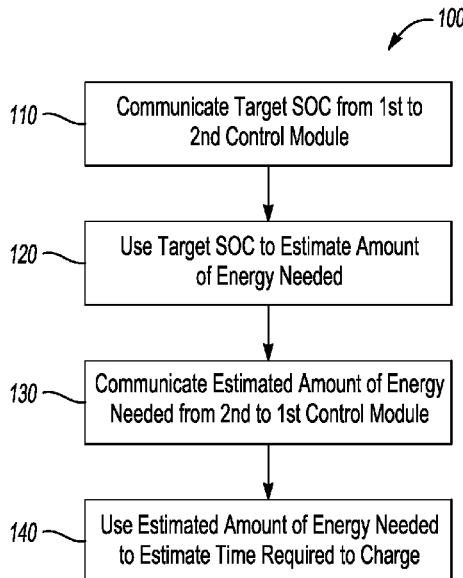 100
110
Communicate Target SOC from 1st to
2nd Control Module
120
Use Target SOC to Estimate Amount
of Energy Needed
130
Communicate Estimated Amount of Energy
Needed from 2nd to 1st Control Module
140
Use Estimated Amount of Energy Needed
to Estimate Time Required to Charge